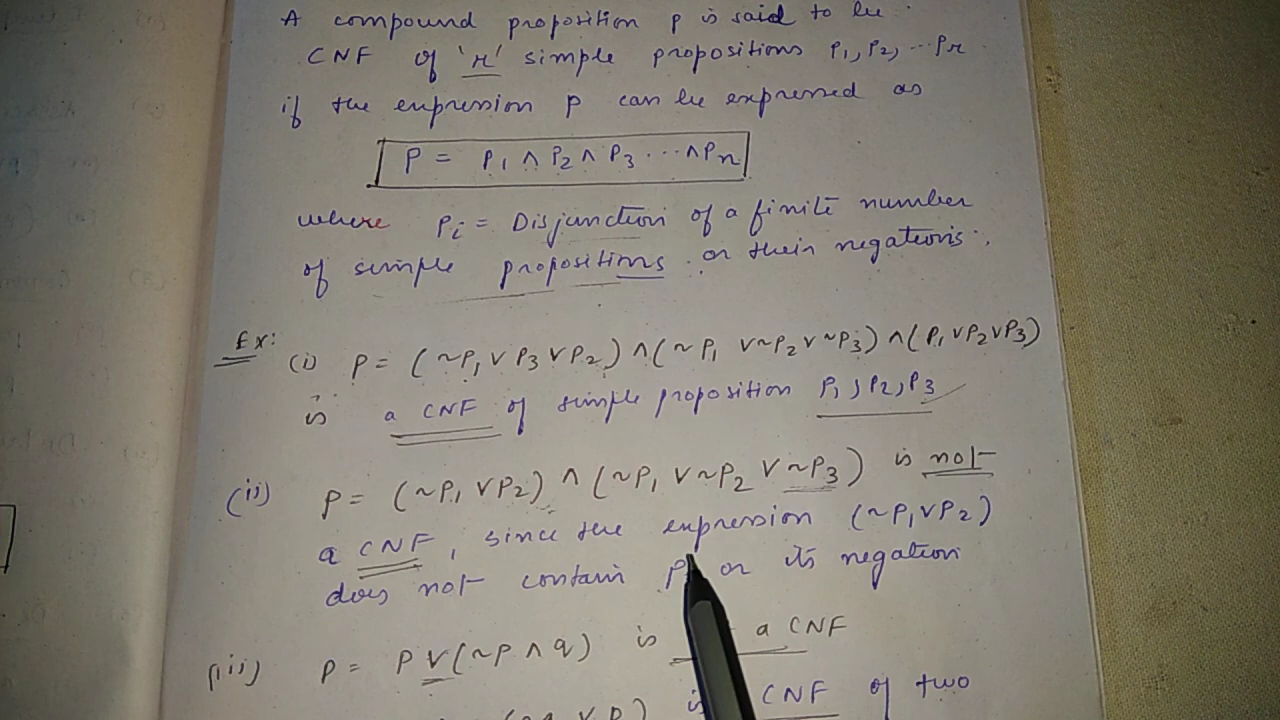 A compound proposition p is said to be
CNF of 'r' simple propositions P1, P2, ... Pr
if the expression p can be expressed as
P = P1 ∧ P2 ∧ P3 ... ∧ Pn
where Pi = Disjunction of a finite number
of simple propositions or their negations.
Ex:
(i) P = (~P1 ∨ P3 ∨ P2) ∧ (~P1 ∨ ~P2 ∨ ~P3) ∧ (P1 ∨ P2 ∨ P3)
is a CNF of simple proposition P1, P2, P3
(ii) P = (~P1 ∨ P2) ∧ (~P1 ∨ ~P2 ∨ ~P3) is not
a CNF, since the expression (~P1 ∨ P2)
does not contain or its negation
(iii) P = P ∨ (~P ∧ q) is a CNF
CNF of two